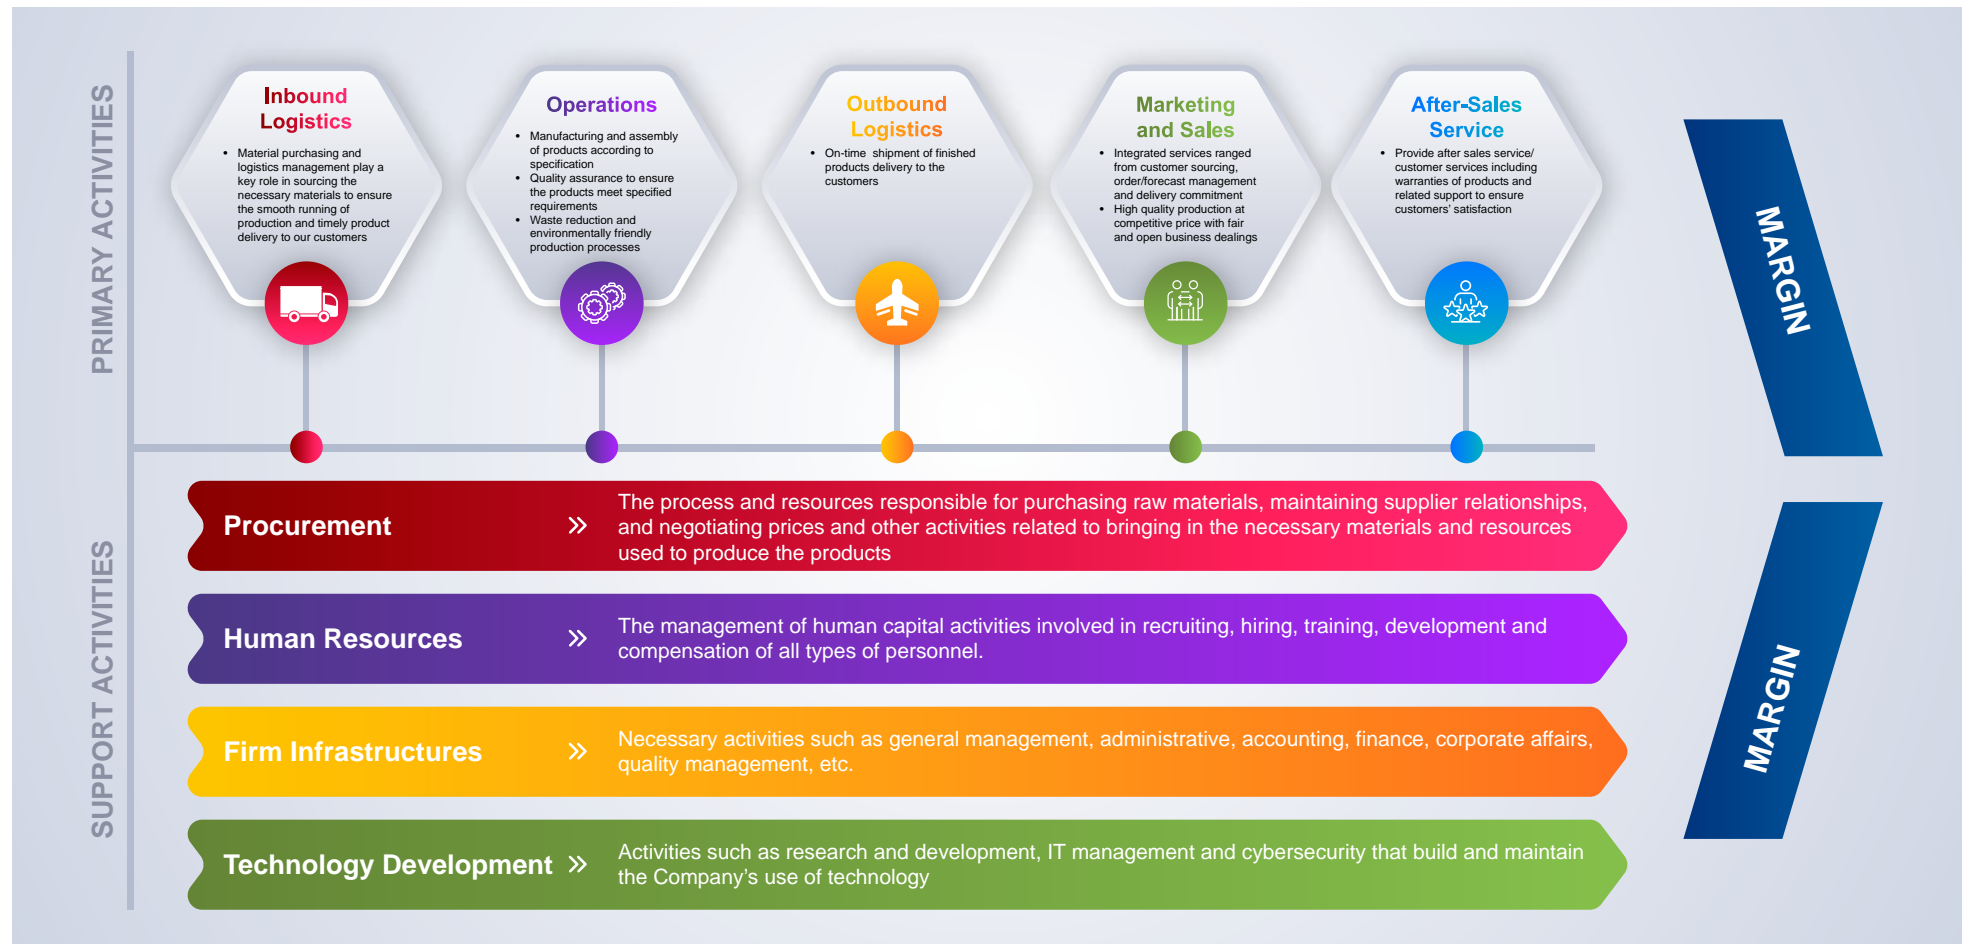 PRIMARY ACTIVITIES
Inbound
Logistics
• Material purchasing and
logistics management play a
key role in sourcing the
necessary materials to ensure
the smooth running of
production and timely product
delivery to our customers
Operations
• Manufacturing and assembly
of products according to
specification
• Quality assurance to ensure
the products meet specified
requirements
• Waste reduction and
environmentally friendly
production processes
Outbound
Logistics
• On-time shipment of finished
products delivery to the
customers
Marketing
and Sales
• Integrated services ranged
from customer sourcing,
order/forecast management
and delivery commitment
• High quality production at
competitive price with fair
and open business dealings
After-Sales
Service
• Provide after sales service/
customer services including
warranties of products and
related support to ensure
customers' satisfaction
MARGIN
SUPPORT ACTIVITIES
Procurement
The process and resources responsible for purchasing raw materials, maintaining supplier relationships,
and negotiating prices and other activities related to bringing in the necessary materials and resources
used to produce the products
Human Resources
The management of human capital activities involved in recruiting, hiring, training, development and
compensation of all types of personnel.
Firm Infrastructures
Necessary activities such as general management, administrative, accounting, finance, corporate affairs,
quality management, etc.
Technology Development
Activities such as research and development, IT management and cybersecurity that build and maintain
the Company's use of technology
MARGIN